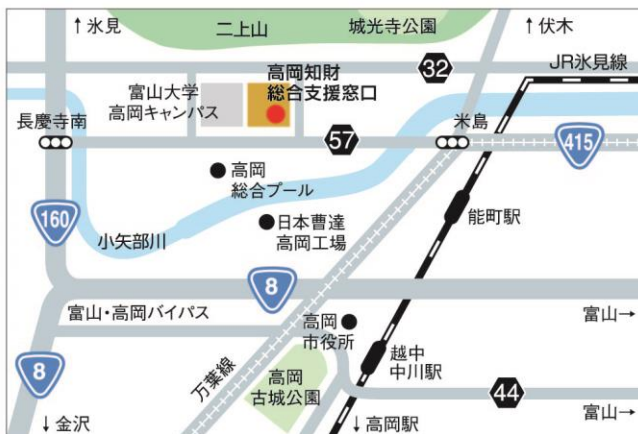 ↑氷見
二上山
城光寺公園
↑伏木
JR氷見線
32
富山大学
高岡キャンパス
高岡知財
総合支援窓口
長慶寺南
57
米島
415
高岡
総合プール
160
小矢部川
日本曹達
高岡工場
能町駅
8
富山・高岡バイパス
富山→
高岡
市役所
8
万葉線
高岡
古城公園
越中
中川駅
44
富山→
↓金沢
↓高岡駅